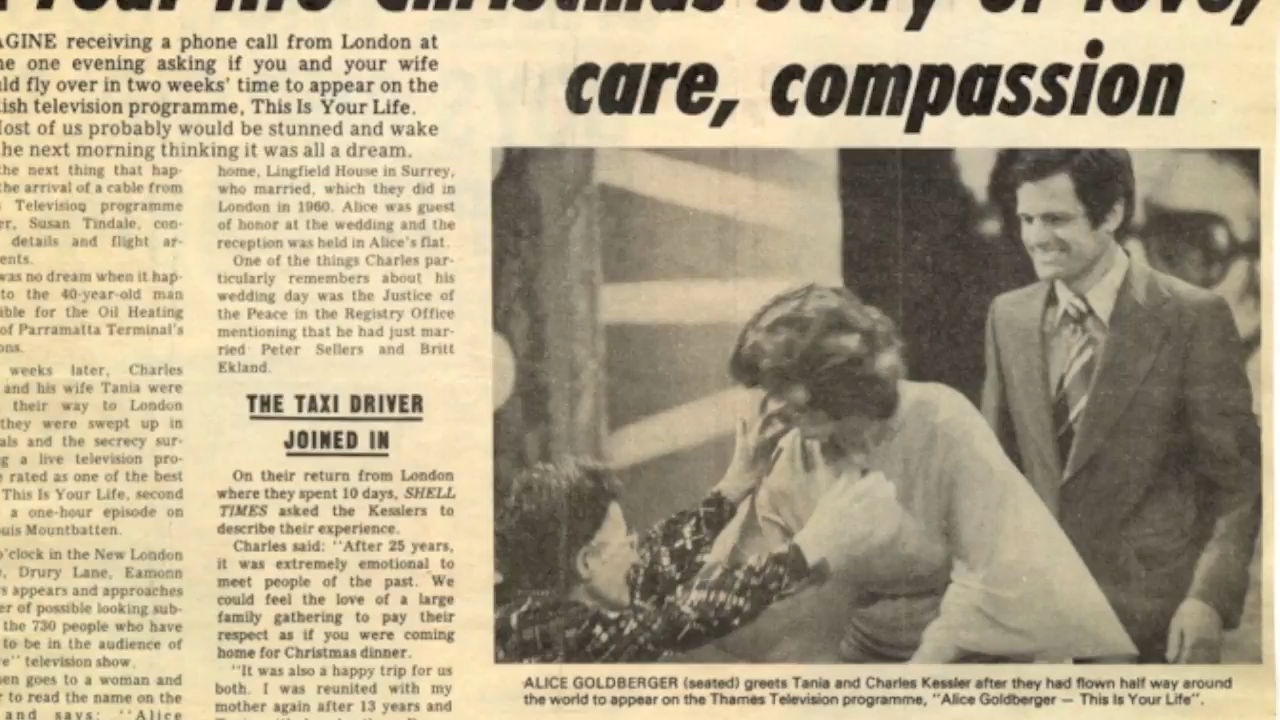 Christmas story of love,
care, compassion
AGINE receiving a phone call from London at
one evening asking if you and your wife
fly over in two weeks' time to appear on the
television programme, This Is Your Life.
Most of us probably would be stunned and wake
the next morning thinking it was all a dream.
the next thing that hap-
the arrival of a cable from
Television programme
er, Susan Tindale, con-
details and flight ar-
ents.
was no dream when it hap-
to the 40-year-old man
ible for the Oil Heating
of Parramatta Terminal's
ons.
weeks later, Charles
and his wife Tania were
their way to London
they were swept up in
als and the secrecy sur-
g a live television pro-
rated as one of the best
This Is Your Life, second
a one-hour episode on
uis Mountbatten.
o'clock in the New London
, Drury Lane, Eamonn
s appears and approaches
er of possible looking sub-
the 730 people who have
to be in the audience of
e" television show.
en goes to a woman and
r to read the name on the
and says: "Alice
home, Lingfield House in Surrey,
who married, which they did in
London in 1960. Alice was guest
of honor at the wedding and the
reception was held in Alice's flat.
One of the things Charles par-
ticularly remembers about his
wedding day was the Justice of
the Peace in the Registry Office
mentioning that he had just mar-
ried Peter Sellers and Britt
Ekland.
THE TAXI DRIVER
JOINED IN
On their return from London
where they spent 10 days, SHELL
TIMES asked the Kesslers to
describe their experience.
Charles said: "After 25 years,
it was extremely emotional to
meet people of the past. We
could feel the love of a large
family gathering to pay their
respect as if you were coming
home for Christmas dinner.
"It was also a happy trip for us
both. I was reunited with my
mother again after 13 years and
ALICE GOLDBERGER (seated) greets Tania and Charles Kessler after they had flown half way around
the world to appear on the Thames Television programme, "Alice Goldberger — This Is Your Life".